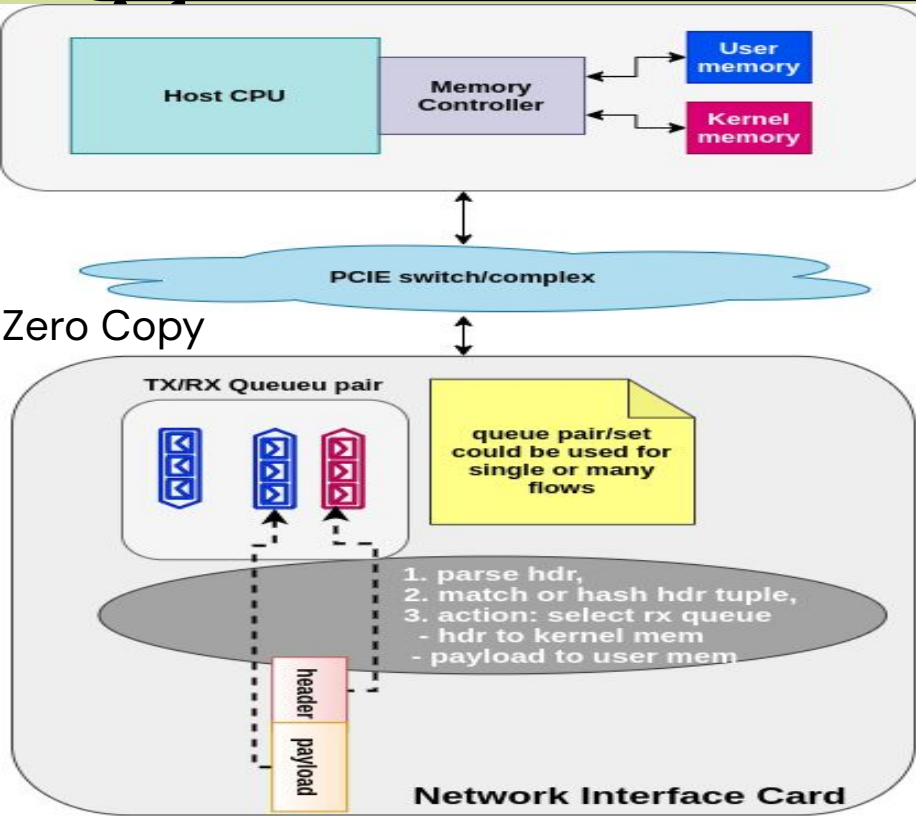 Host CPU
Memory
Controller
User
memory
Kernel
memory
PCIE switch/complex
Zero Copy
TX/RX Queueu pair
queue pair/set
could be used for
single or many
flows
1. parse hdr,
2. match or hash hdr tuple,
3. action: select rx queue
- hdr to kernel mem
- payload to user mem
header
payload
Network Interface Card